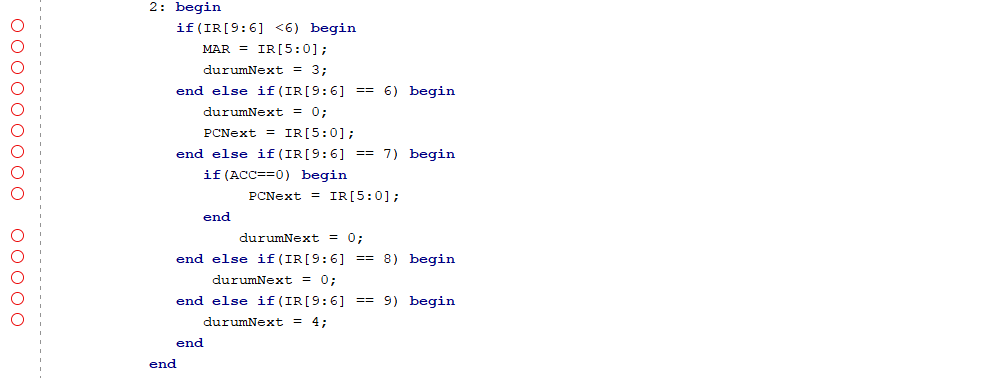 2: begin
if(IR[9:6] <6) begin
MAR = IR[5:0];
durumNext = 3;
end else if(IR[9:6] == 6) begin
durumNext = 0;
PCNext = IR[5:0];
end else if(IR[9:6] == 7) begin
if(ACC==0) begin
PCNext = IR[5:0];
end
durumNext = 0;
end else if(IR[9:6] == 8) begin
durumNext = 0;
end else if(IR[9:6] == 9) begin
durumNext = 4;
end
end